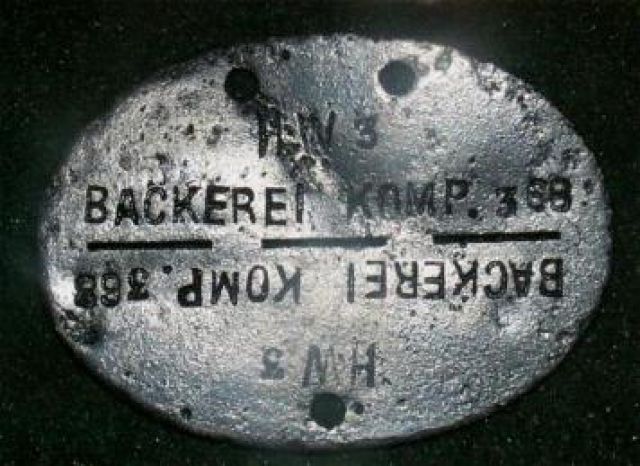 H.W 3
BACKEREI KOMP. 368
BACKEREI KOMP. 368
H.W 3